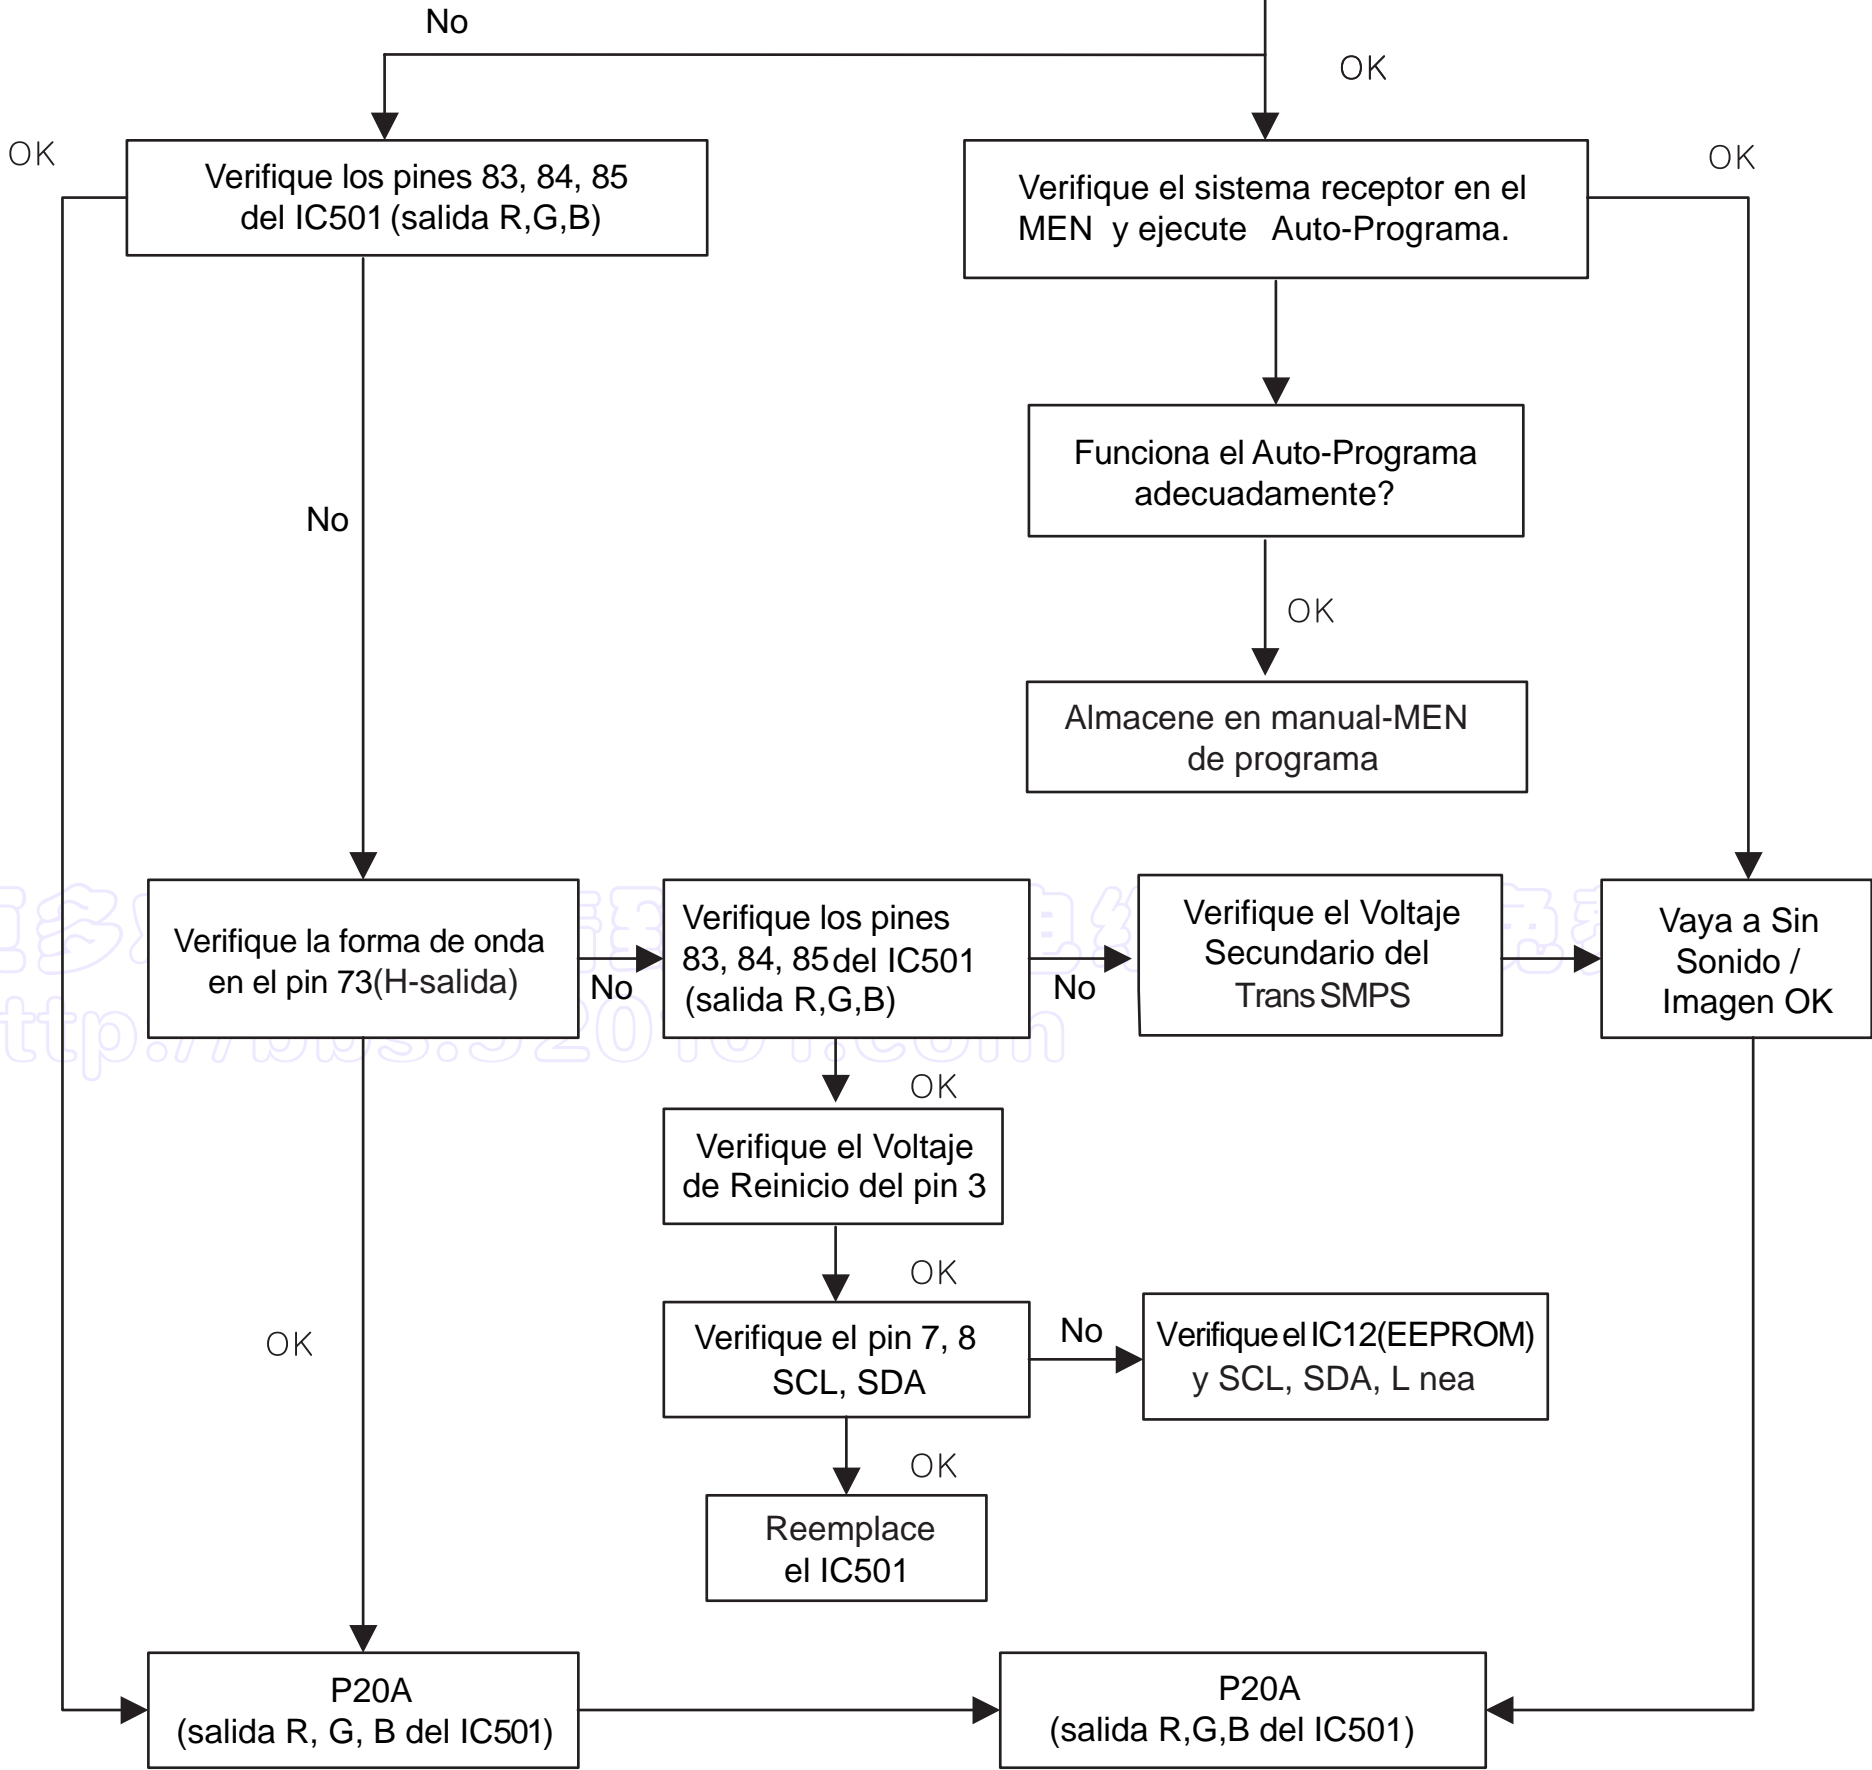 No
OK
OK
Verifique los pines 83, 84, 85
del IC501 (salida R,G,B)
Verifique el sistema receptor en el
MEN y ejecute Auto-Programa.
OK
Funciona el Auto-Programa
adecuadamente?
No
OK
Almacene en manual-MEN
de programa
Verifique la forma de onda
en el pin 73(H-salida)
No
Verifique los pines
83, 84, 85 del IC501
(salida R,G,B)
No
Verifique el Voltaje
Secundario del
Trans SMPS
Vaya a Sin
Sonido /
Imagen OK
OK
Verifique el Voltaje
de Reinicio del pin 3
OK
OK
Verifique el pin 7, 8
SCL, SDA
No
Verifique el IC12(EEPROM)
y SCL, SDA, L nea
OK
Reemplace
el IC501
P20A
(salida R, G, B del IC501)
P20A
(salida R,G,B del IC501)